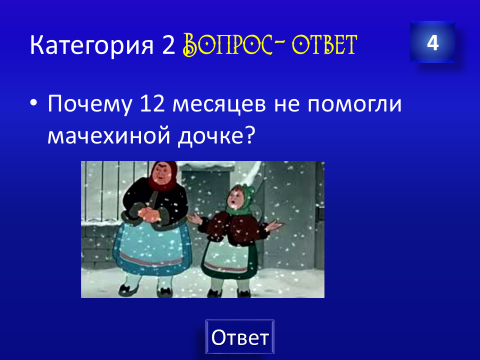 Категория 2 Вопрос- ответ
4
• Почему 12 месяцев не помогли
мачехиной дочке?
Ответ